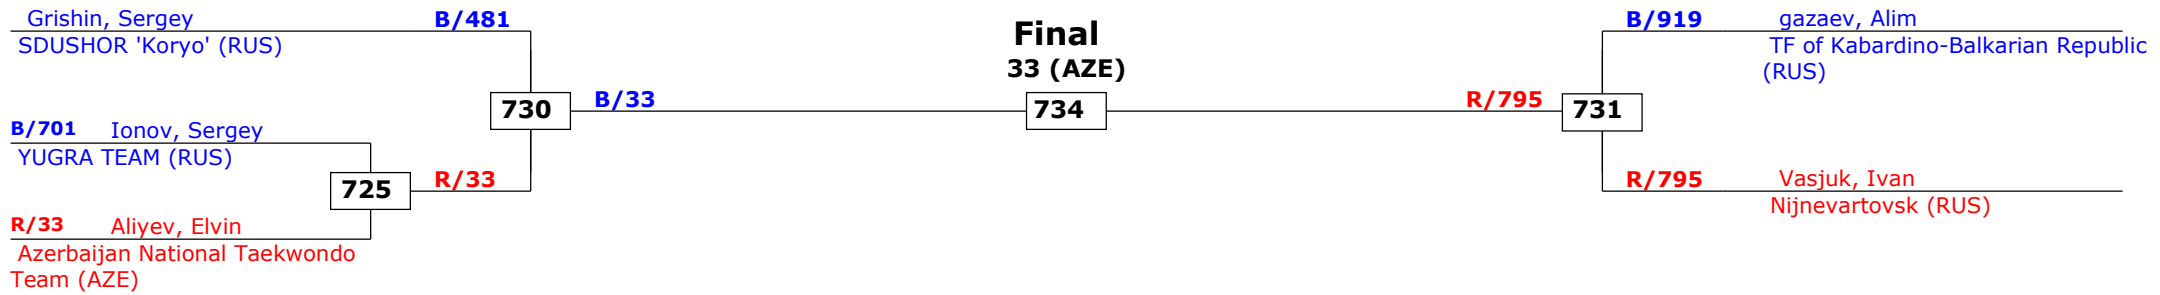 Grishin, Sergey
B/481
SDUSHOR 'Koryo' (RUS)
B/701
Ionov, Sergey
YUGRA TEAM (RUS)
R/33
Aliyev, Elvin
Azerbaijan National Taekwondo
Team (AZE)
725
R/33
730
B/33
Final
33 (AZE)
734
R/795
731
B/919
gazaev, Alim
TF of Kabardino-Balkarian Republic
(RUS)
R/795
Vasjuk, Ivan
Nijnevartovsk (RUS)